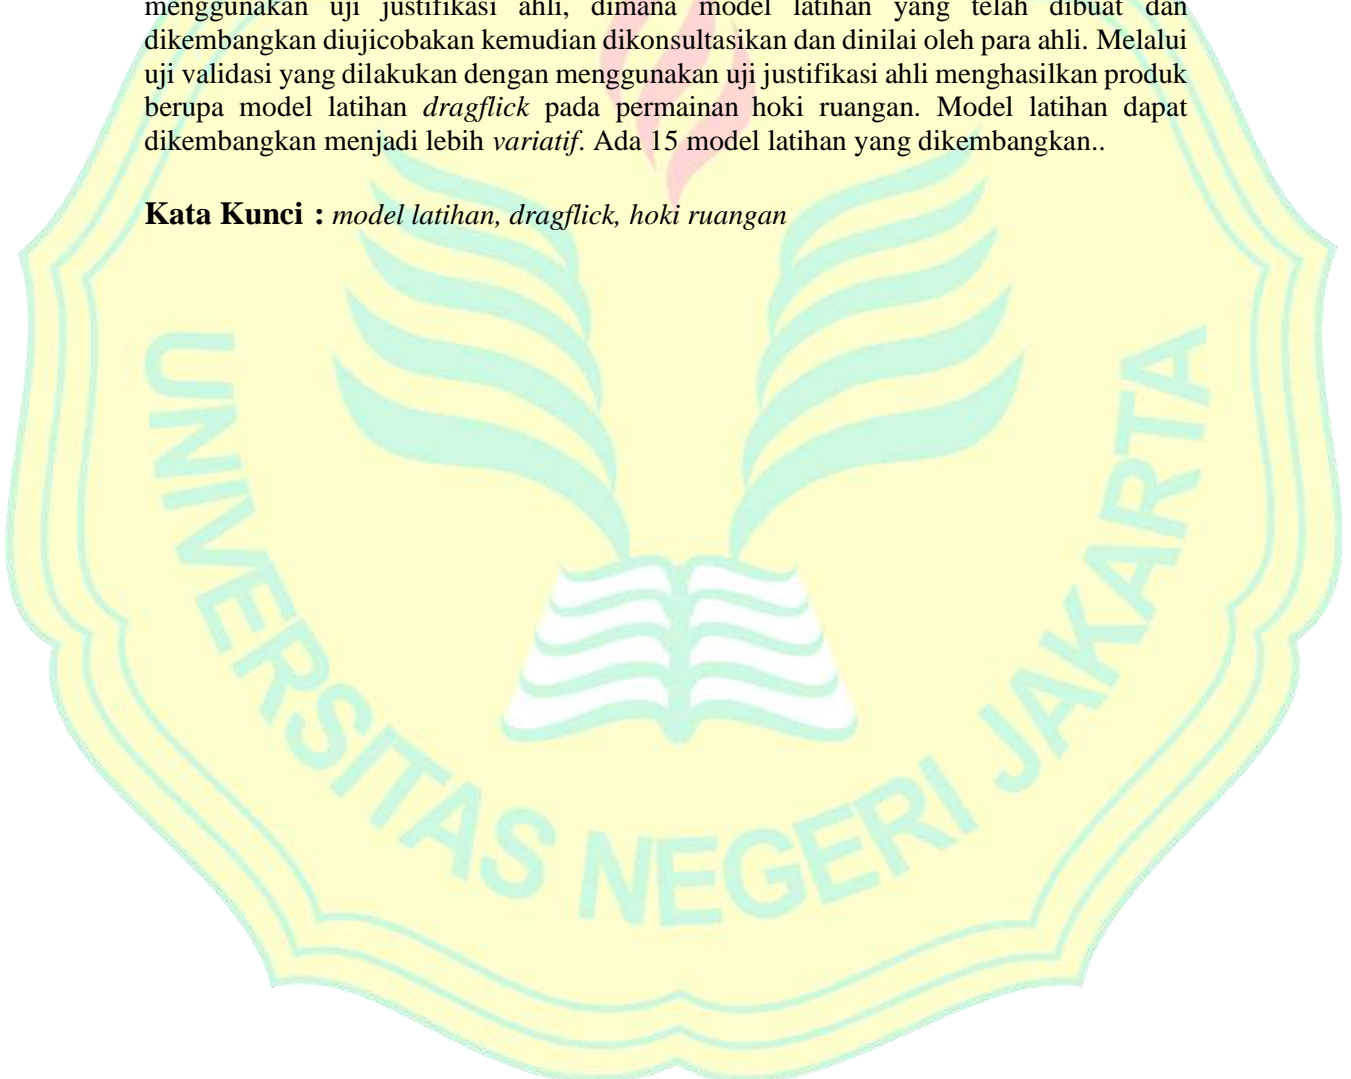 menggunakan uji justifikasi ahli, dimana model latihan yang telah dibuat dan
dikembangkan diujicobakan kemudian dikonsultasikan dan dinilai oleh para ahli. Melalui
uji validasi yang dilakukan dengan menggunakan uji justifikasi ahli menghasilkan produk
berupa model latihan dragflick pada permainan hoki ruangan. Model latihan dapat
dikembangkan menjadi lebih variatif. Ada 15 model latihan yang dikembangkan..
Kata Kunci : model latihan, dragflick, hoki ruangan
UNIVERSITAS NEGERI JAKARTA